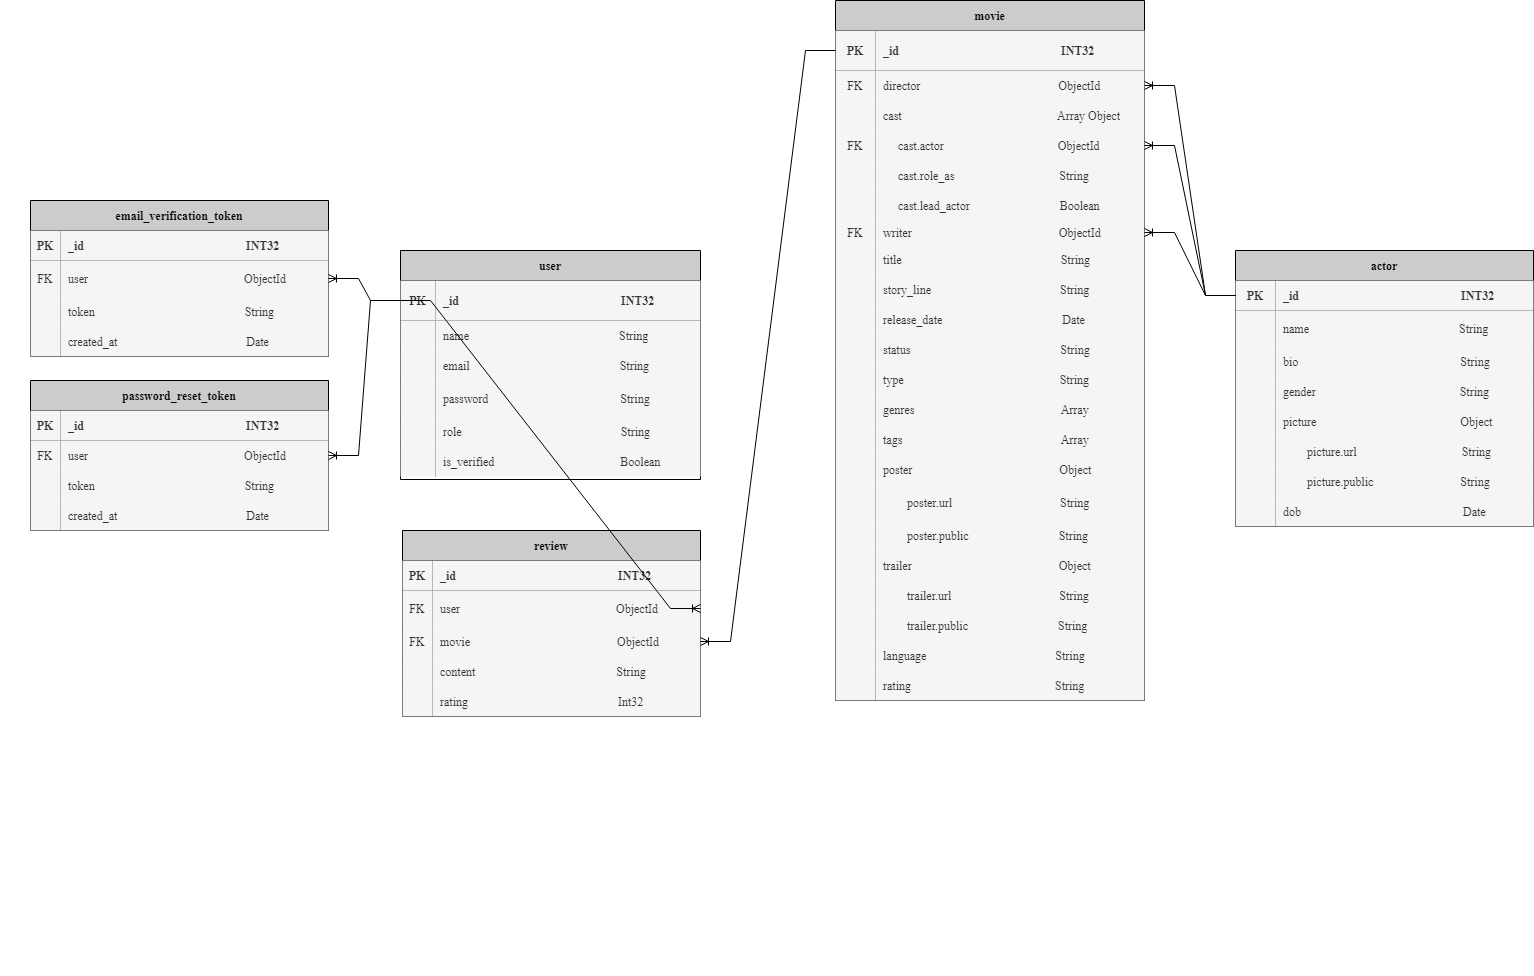 movie
PK _id INT32
FK director ObjectId
cast Array Object
FK cast.actor ObjectId
cast.role_as String
cast.lead_actor Boolean
FK writer ObjectId
title String
story_line String
release_date Date
status String
type String
genres Array
tags Array
poster Object
poster.url String
poster.public String
trailer Object
trailer.url String
trailer.public String
language String
rating String
email_verification_token
PK _id INT32
FK user ObjectId
token String
created_at Date
password_reset_token
PK _id INT32
FK user ObjectId
token String
created_at Date
user
PK _id INT32
name String
email String
password String
role String
is_verified Boolean
review
PK _id INT32
FK user ObjectId
FK movie ObjectId
content String
rating Int32
actor
PK _id INT32
name String
bio String
gender String
picture Object
picture.url String
picture.public String
dob Date